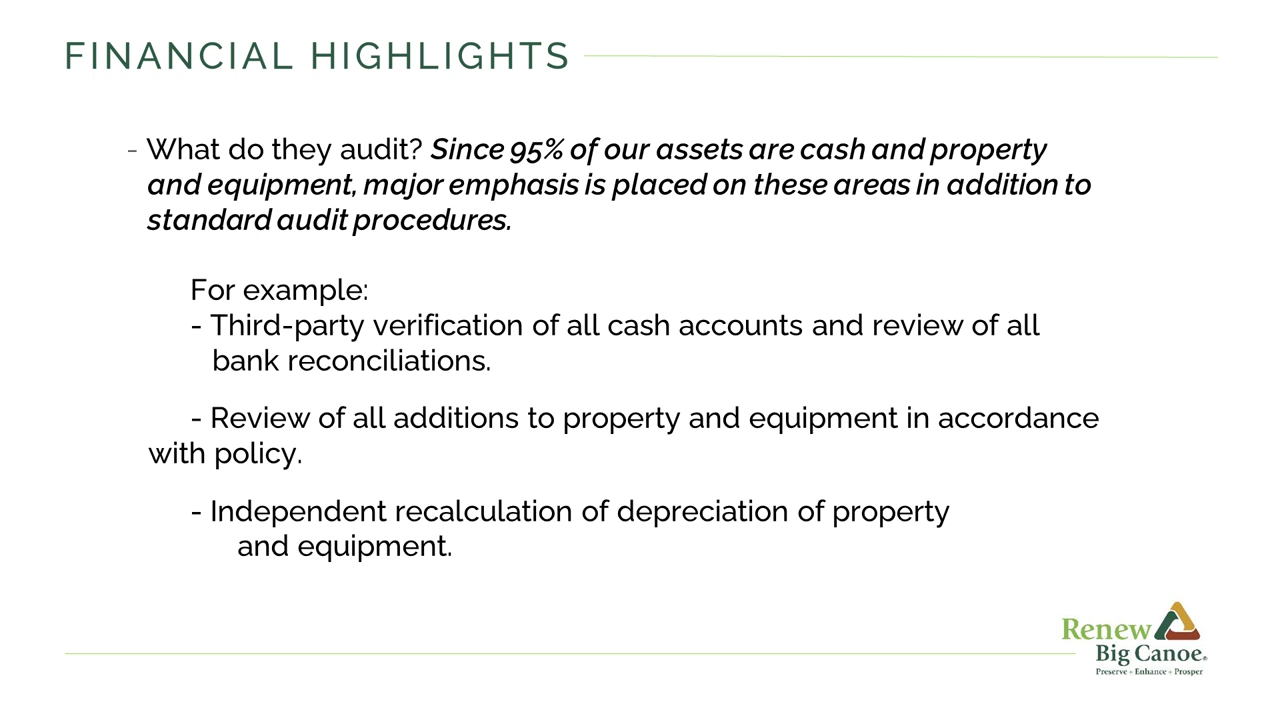 FINANCIAL HIGHLIGHTS
- What do they audit? Since 95% of our assets are cash and property
and equipment, major emphasis is placed on these areas in addition to
standard audit procedures.
For example:
- Third-party verification of all cash accounts and review of all
bank reconciliations.
- Review of all additions to property and equipment in accordance
with policy.
- Independent recalculation of depreciation of property
and equipment.
Renew
Big Canoe®
Preserve + Enhance + Prosper